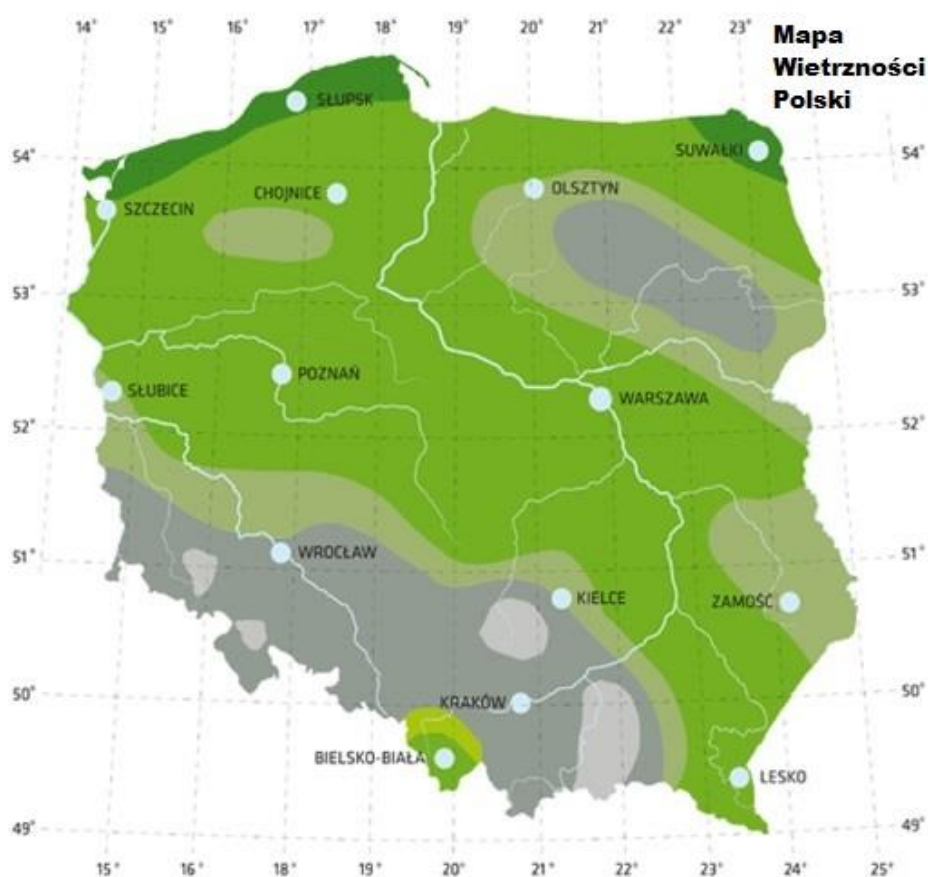 14° 15° 16° 17° 18° 19° 20° 21° 22° 23°
Mapa
Wietrzności
Polski
SŁUPSK
54° SUWAŁKI 54°
CHOJNICE OLSZTYN
SZCZECIN
53° 53°
POZNAŃ
SŁUBICE WARSZAWA
52° 52°
51° WROCŁAW 51°
KIELCE ZAMOŚĆ
50° KRAKÓW 50°
BIELSKO-BIAŁA LESKO
49° 49°
15° 16° 17° 18° 19° 20° 21° 22° 23° 24° 25°